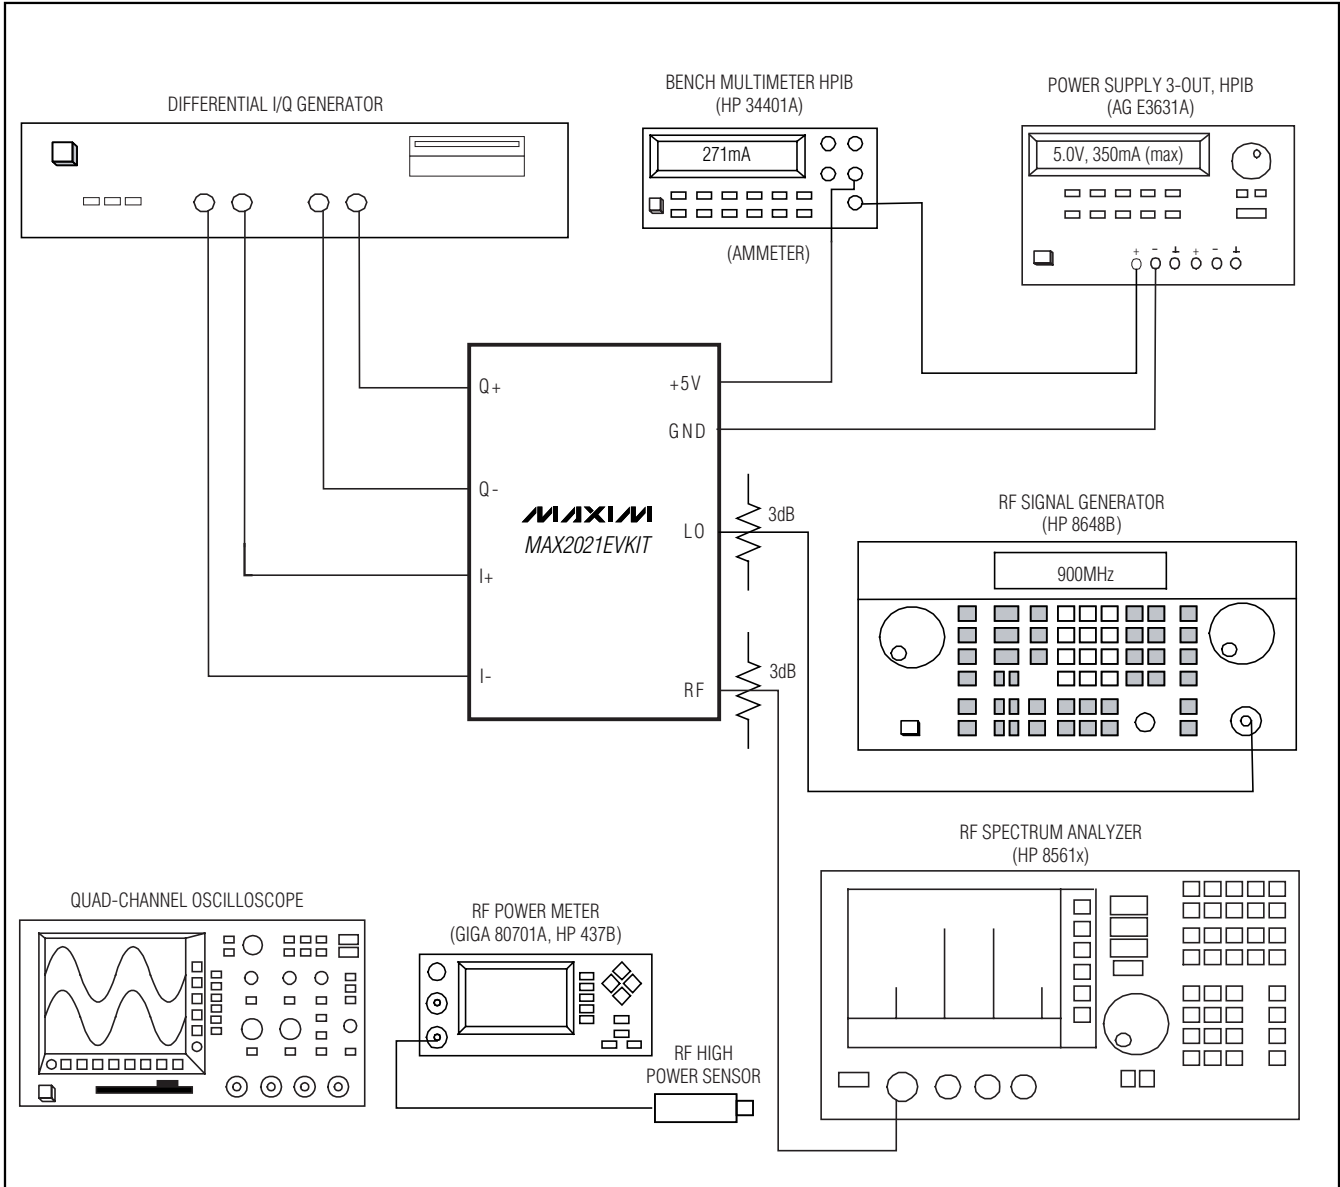 BENCH MULTIMETER HPIB
(HP 34401A)
POWER SUPPLY 3-OUT, HPIB
(AG E3631A)
DIFFERENTIAL I/Q GENERATOR
271mA
5.0V, 350mA (max)
(AMMETER)
+ - ⊥ + - ⊥
Q+
+5V
GND
Q-
MAXIM
MAX2021EVKIT
LO
3dB
RF SIGNAL GENERATOR
(HP 8648B)
900MHz
I+
I-
RF
3dB
RF SPECTRUM ANALYZER
(HP 8561x)
QUAD-CHANNEL OSCILLOSCOPE
RF POWER METER
(GIGA 80701A, HP 437B)
RF HIGH
POWER SENSOR